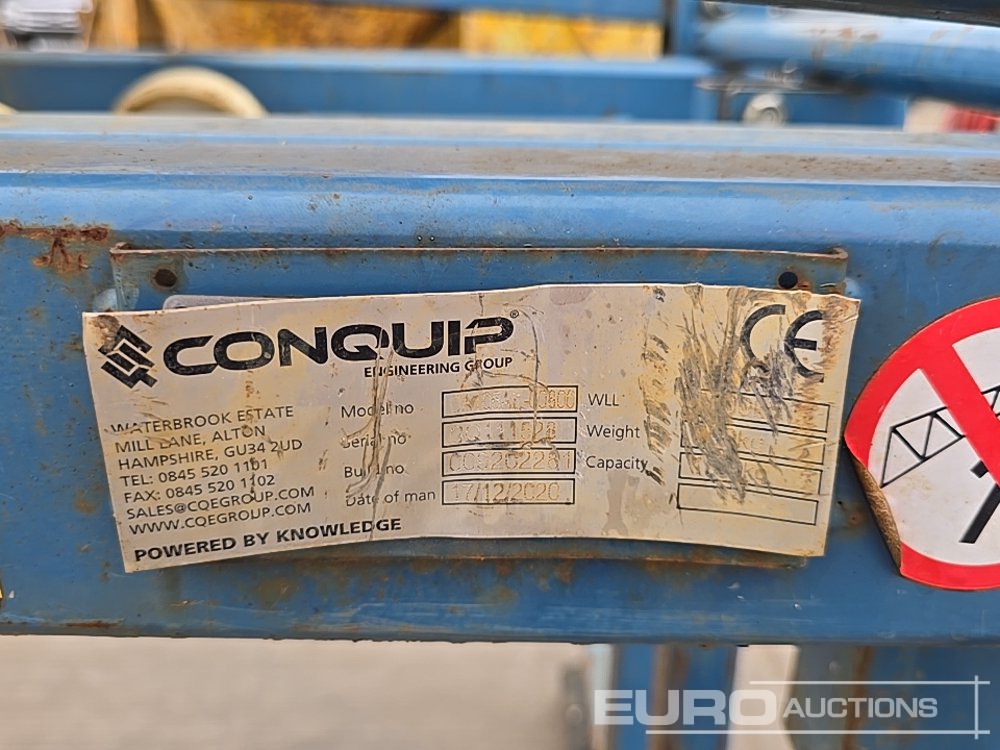 CONQUIP®
ENGINEERING GROUP
CE
WATERBROOK ESTATE
MILL LANE, ALTON
HAMPSHIRE, GU34 2UD
TEL: 0845 520 1101
FAX: 0845 520 1102
SALES@CQEGROUP.COM
WWW.CQEGROUP.COM
POWERED BY KNOWLEDGE
Model no
Serial no
Build no
Date of man 17/12/2020
WLL
Weight
Capacity
EURO AUCTIONS